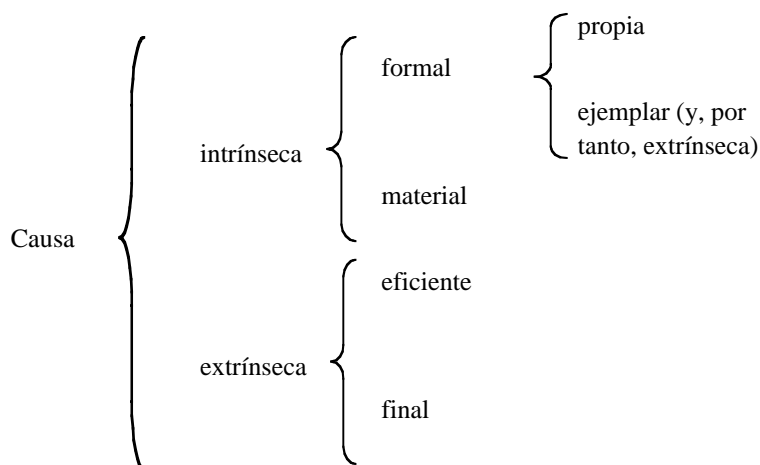 propia
formal
ejemplar (y, por
tanto, extrínseca)
intrínseca
material
Causa
eficiente
extrínseca
final